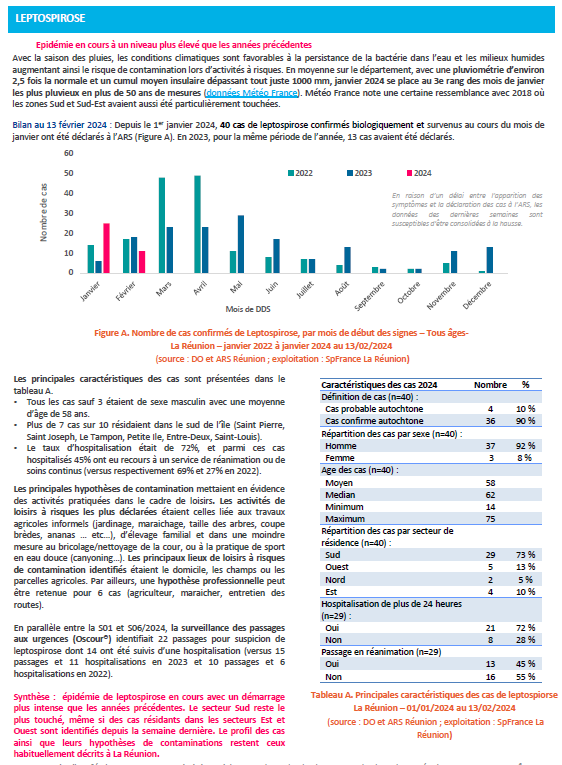 LEPTOSPIROSE
Epidémie en cours à un niveau plus élevé que les années précédentes
Avec la saison des pluies, les conditions climatiques sont favorables à la persistance de la bactérie dans l'eau et les milieux humides
augmentant ainsi le risque de contamination lors d'activités à risques. En moyenne sur le département, avec une pluviométrie d'environ
2,5 fois la normale et un cumul moyen insulaire dépassant tout juste 1000 mm, janvier 2024 se place au 3e rang des mois de janvier
les plus pluvieux en plus de 50 ans de mesures (données Météo France). Météo France note une certaine ressemblance avec 2018 où
les zones Sud et Sud-Est avaient aussi été particulièrement touchées.
Bilan au 13 février 2024 : Depuis le 1er janvier 2024, 40 cas de leptospirose confirmés biologiquement et survenus au cours du mois de
janvier ont été déclarés à l'ARS (Figure A). En 2023, pour la même période de l'année, 13 cas avaient été déclarés.
Nombre de cas
60
50
40
30
20
10
0
2022 2023 2024
En raison d'un délai entre l'apparition des
symptômes et la déclaration des cas à l'ARS, les
données des dernières semaines sont
susceptibles d'être consolidées à la hausse.
Janvier Février Mars Avril Mai Juin Juillet Août Septembre Octobre Novembre Décembre
Mois de DDS
Figure A. Nombre de cas confirmés de Leptospirose, par mois de début des signes – Tous âges-
La Réunion – janvier 2022 à janvier 2024 au 13/02/2024
(source : DO et ARS Réunion ; exploitation : SpFrance La Réunion)
Les principales caractéristiques des cas sont présentées dans le
tableau A.
• Tous les cas sauf 3 étaient de sexe masculin avec une moyenne
d'âge de 58 ans.
• Plus de 7 cas sur 10 résidaient dans le sud de l'île (Saint Pierre,
Saint Joseph, Le Tampon, Petite Ile, Entre-Deux, Saint-Louis).
• Le taux d'hospitalisation était de 72%, et parmi ces cas
hospitalisés 45% ont eu recours à un service de réanimation ou de
soins continus (versus respectivement 69% et 27% en 2022).
Les principales hypothèses de contamination mettaient en évidence
des activités pratiquées dans le cadre de loisirs. Les activités de
loisirs à risques les plus déclarées étaient celles liée aux travaux
agricoles informels (jardinage, maraichage, taille des arbres, coupe
brèdes, ananas ... etc...), d'élevage familial et dans une moindre
mesure au bricolage/nettoyage de la cour, ou à la pratique de sport
en eau douce (canyoning...). Les principaux lieux de loisirs à risques
de contamination identifiés étaient le domicile, les champs ou les
parcelles agricoles. Par ailleurs, une hypothèse professionnelle peut
être retenue pour 6 cas (agriculteur, maraicher, entretien des
routes).
En parallèle entre la S01 et S06/2024, la surveillance des passages
aux urgences (Oscour®) identifiait 22 passages pour suspicion de
leptospirose dont 14 ont été suivis d'une hospitalisation (versus 15
passages et 11 hospitalisations en 2023 et 10 passages et 6
hospitalisations en 2022).
Synthèse : épidémie de leptospirose en cours avec un démarrage
plus intense que les années précédentes. Le secteur Sud reste le
plus touché, même si des cas résidants dans les secteurs Est et
Ouest sont identifiés depuis la semaine dernière. Le profil des cas
ainsi que leurs hypothèses de contaminations restent ceux
habituellement décrits à La Réunion.
Caractéristiques des cas 2024 Nombre %
Définition de cas (n=40) :
Cas probable autochtone 4 10 %
Cas confirme autochtone 36 90 %
Répartition des cas par sexe (n=40) :
Homme 37 92 %
Femme 3 8 %
Age des cas (n=40) :
Moyen 58
Median 62
Minimum 14
Maximum 75
Répartition des cas par secteur de
résidence (n=40) :
Sud 29 73 %
Ouest 5 13 %
Nord 2 5 %
Est 4 10 %
Hospitalisation de plus de 24 heures
(n=29) :
Oui 21 72 %
Non 8 28 %
Passage en réanimation (n=29)
Oui 13 45 %
Non 16 55 %
Tableau A. Principales caractéristiques des cas de leptospiorse
La Réunion – 01/01/2024 au 13/02/2024
(source : DO et ARS Réunion ; exploitation : SpFrance La
Réunion)